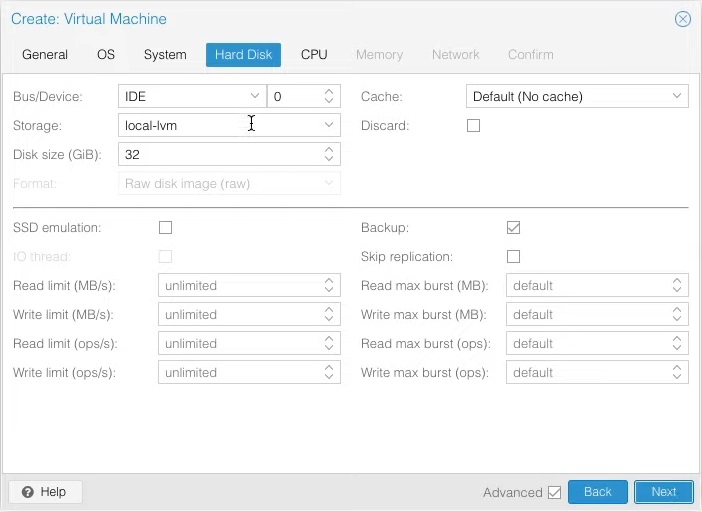 Create: Virtual Machine
General OS System Hard Disk CPU Memory Network Confirm
Bus/Device: IDE 0 Cache: Default (No cache)
Storage: local-lvm Discard:
Disk size (GiB): 32
Format: Raw disk image (raw)
SSD emulation: Backup:
IO thread: Skip replication:
Read limit (MB/s): unlimited Read max burst (MB): default
Write limit (MB/s): unlimited Write max burst (MB): default
Read limit (ops/s): unlimited Read max burst (ops): default
Write limit (ops/s): unlimited Write max burst (ops): default
Help Advanced Back Next